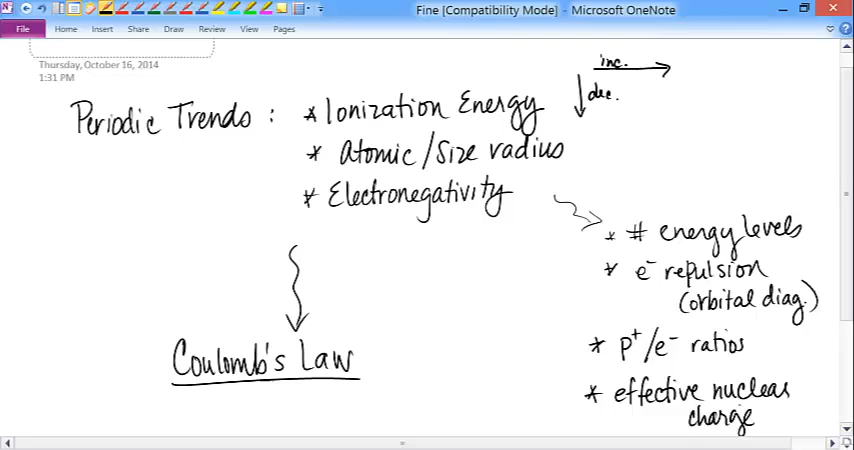 Fine [Compatibility Mode] - Microsoft OneNote
File Home Insert Share Draw Review View Pages
Thursday, October 16, 2014
1:31 PM
inc.
dec.
Periodic Trends : * Ionization Energy
* Atomic/Size radius
* Electronegativity
* # energy levels
* e⁻ repulsion
(orbital diag.)
* p⁺/e⁻ ratios
* effective nuclear
charge
Coulomb's Law